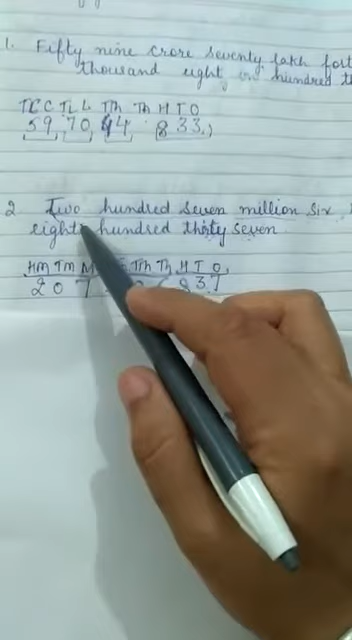 1. Fifty nine crore seventy lakh
thousand eight hundred
TC C TL L TTh Th H T O
59 70 44 833
2 Two hundred seven million six
eight hundred thirty seven
HM TM M Th H T O
2 0 7 8 3 7